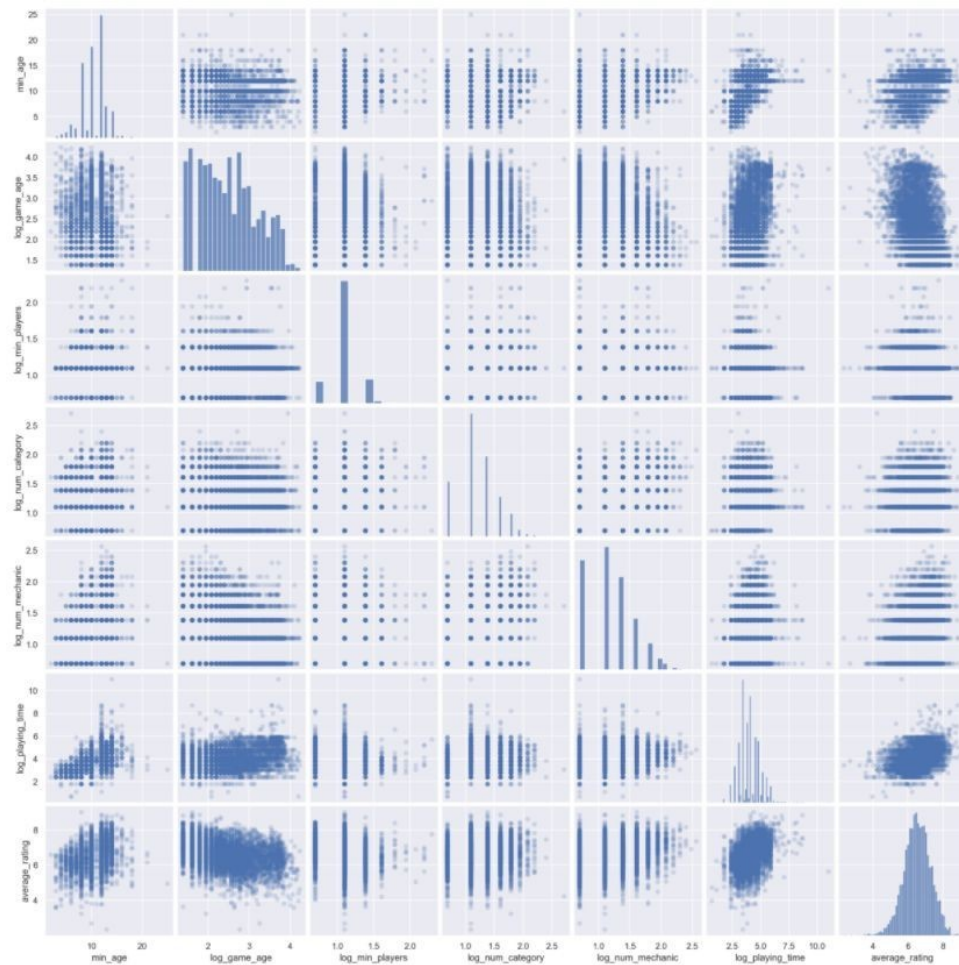 25
20
15
10
5
min_age
4.0
3.5
3.0
2.5
2.0
1.5
log_game_age
2.0
1.5
1.0
log_min_players
2.5
2.0
1.5
1.0
log_num_category
2.5
2.0
1.5
1.0
log_num_mechanic
10
8
6
4
2
log_playing_time
8
6
4
average_rating
10 20
min_age
2 3 4
log_game_age
1.0 1.5 2.0
log_min_players
1.0 1.5 2.0 2.5
log_num_category
1.0 1.5 2.0 2.5
log_num_mechanic
2.5 5.0 7.5 10.0
log_playing_time
4 6 8
average_rating